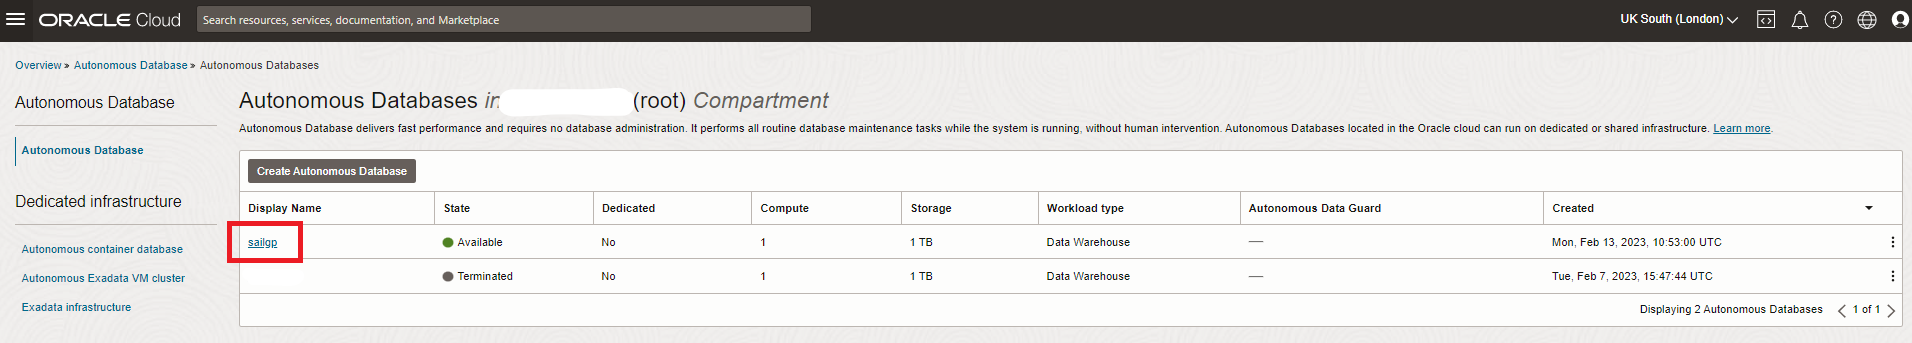 ORACLE Cloud
Search resources, services, documentation, and Marketplace
UK South (London)
Overview » Autonomous Database » Autonomous Databases
Autonomous Database
Autonomous Database
Dedicated infrastructure
Autonomous container database
Autonomous Exadata VM cluster
Exadata infrastructure
Autonomous Databases in (root) Compartment
Autonomous Database delivers fast performance and requires no database administration. It performs all routine database maintenance tasks while the system is running, without human intervention. Autonomous Databases located in the Oracle cloud can run on dedicated or shared infrastructure. Learn more.
Create Autonomous Database
Display Name State Dedicated Compute Storage Workload type Autonomous Data Guard Created
sailgp Available No 1 1 TB Data Warehouse — Mon, Feb 13, 2023, 10:53:00 UTC
Terminated No 1 1 TB Data Warehouse — Tue, Feb 7, 2023, 15:47:44 UTC
Displaying 2 Autonomous Databases < 1 of 1 >